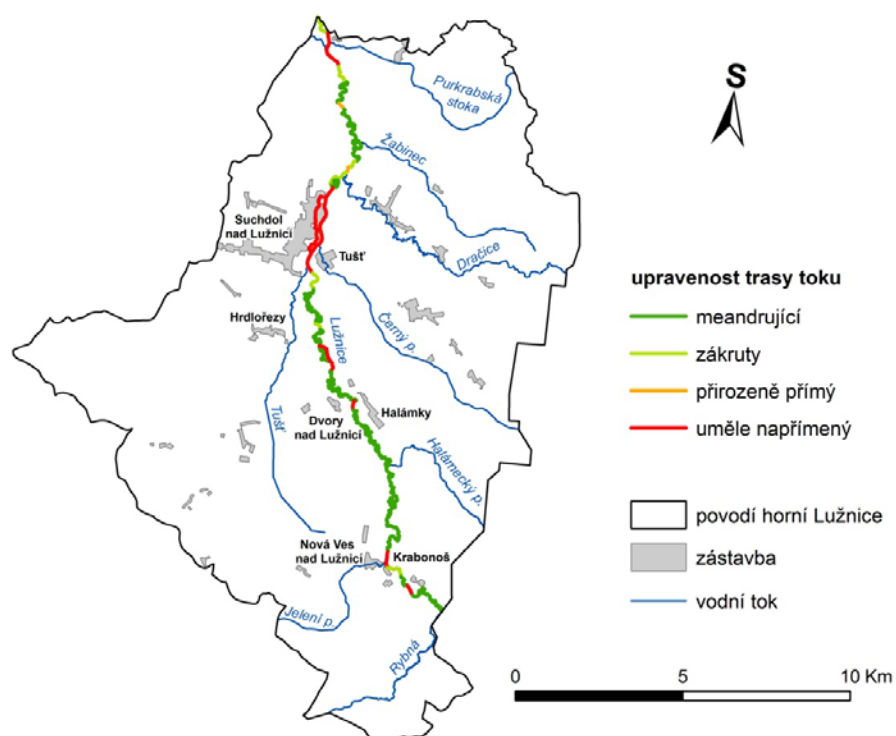 S
Purkrabská
stoka
Žabinec
Suchdol
nad Lužnicí
Tušť
Dračice
Hrdlořezy
Lužnice
Černý p.
Tušť
Dvory
nad Lužnicí
Halámky
Halámecký p.
Nová Ves
nad Lužnicí
Krabonoš
Jelení p.
Rybná
upravenost trasy toku
meandrující
zákruty
přirozeně přímý
uměle napřímený
povodí horní Lužnice
zástavba
vodní tok
0 5 10 Km